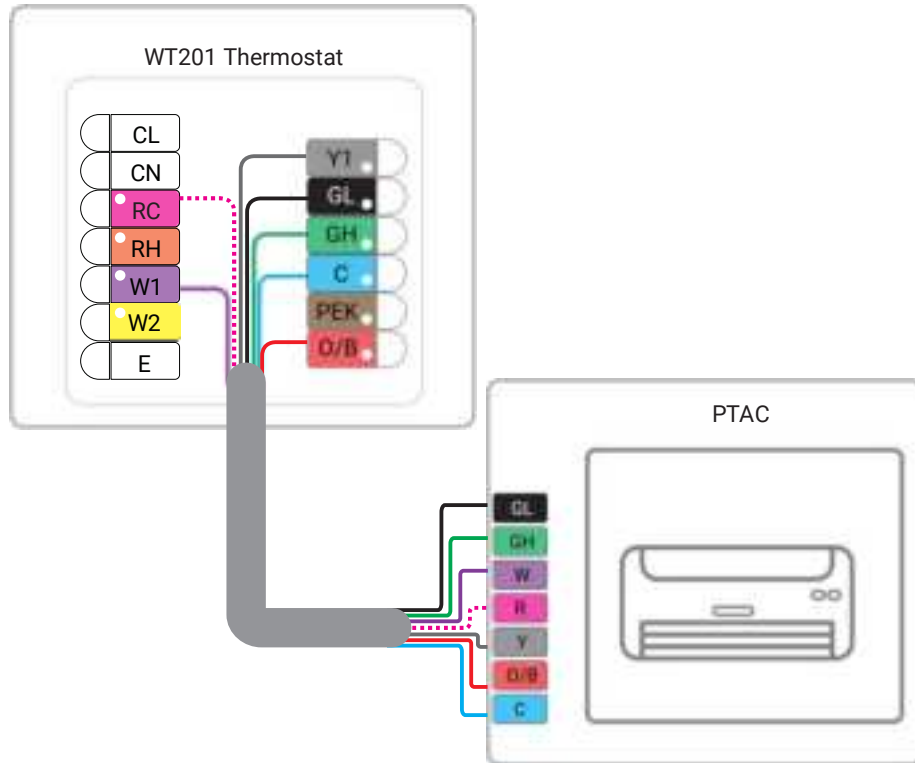 WT201 Thermostat
CL
CN
RC
RH
W1
W2
E
Y1
GL
GH
C
PEK
O/B
PTAC
GL
GH
W
R
Y
O/B
C